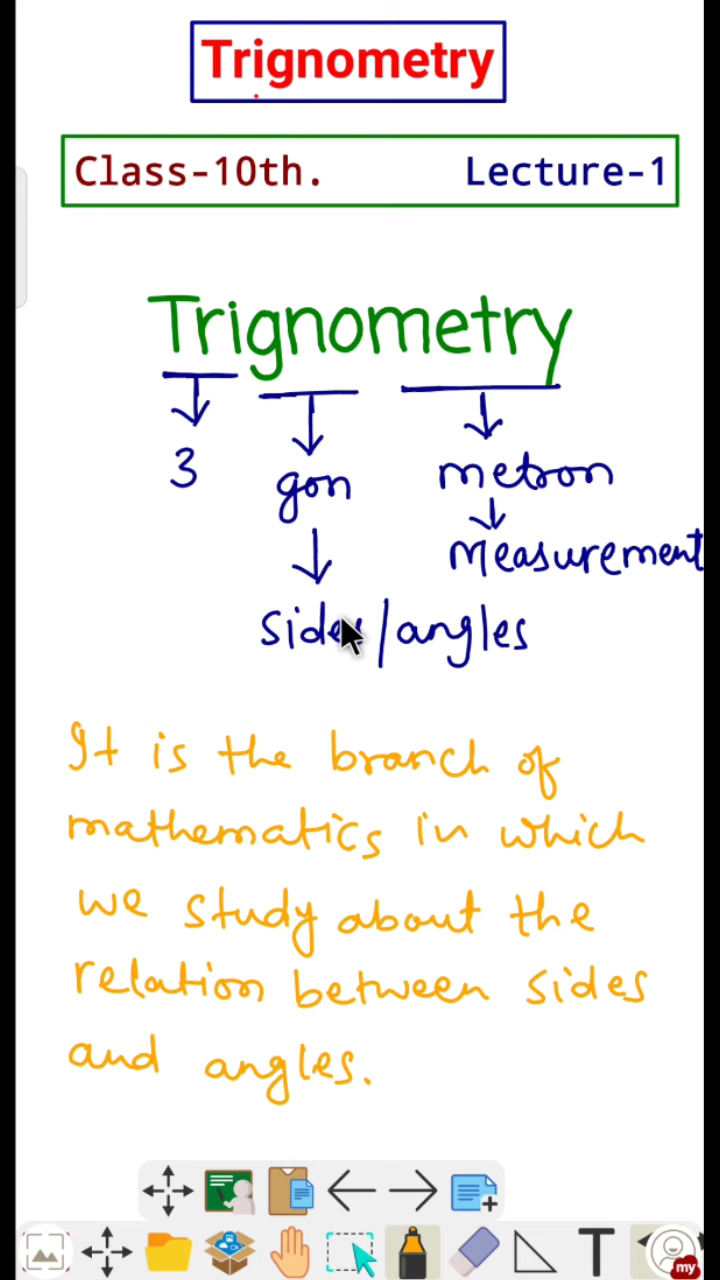 Trignometry
Class-10th. Lecture-1
Trignometry
3 gon metron
measurement
sides/angles
It is the branch of
mathematics in which
we study about the
relation between sides
and angles.
T
my